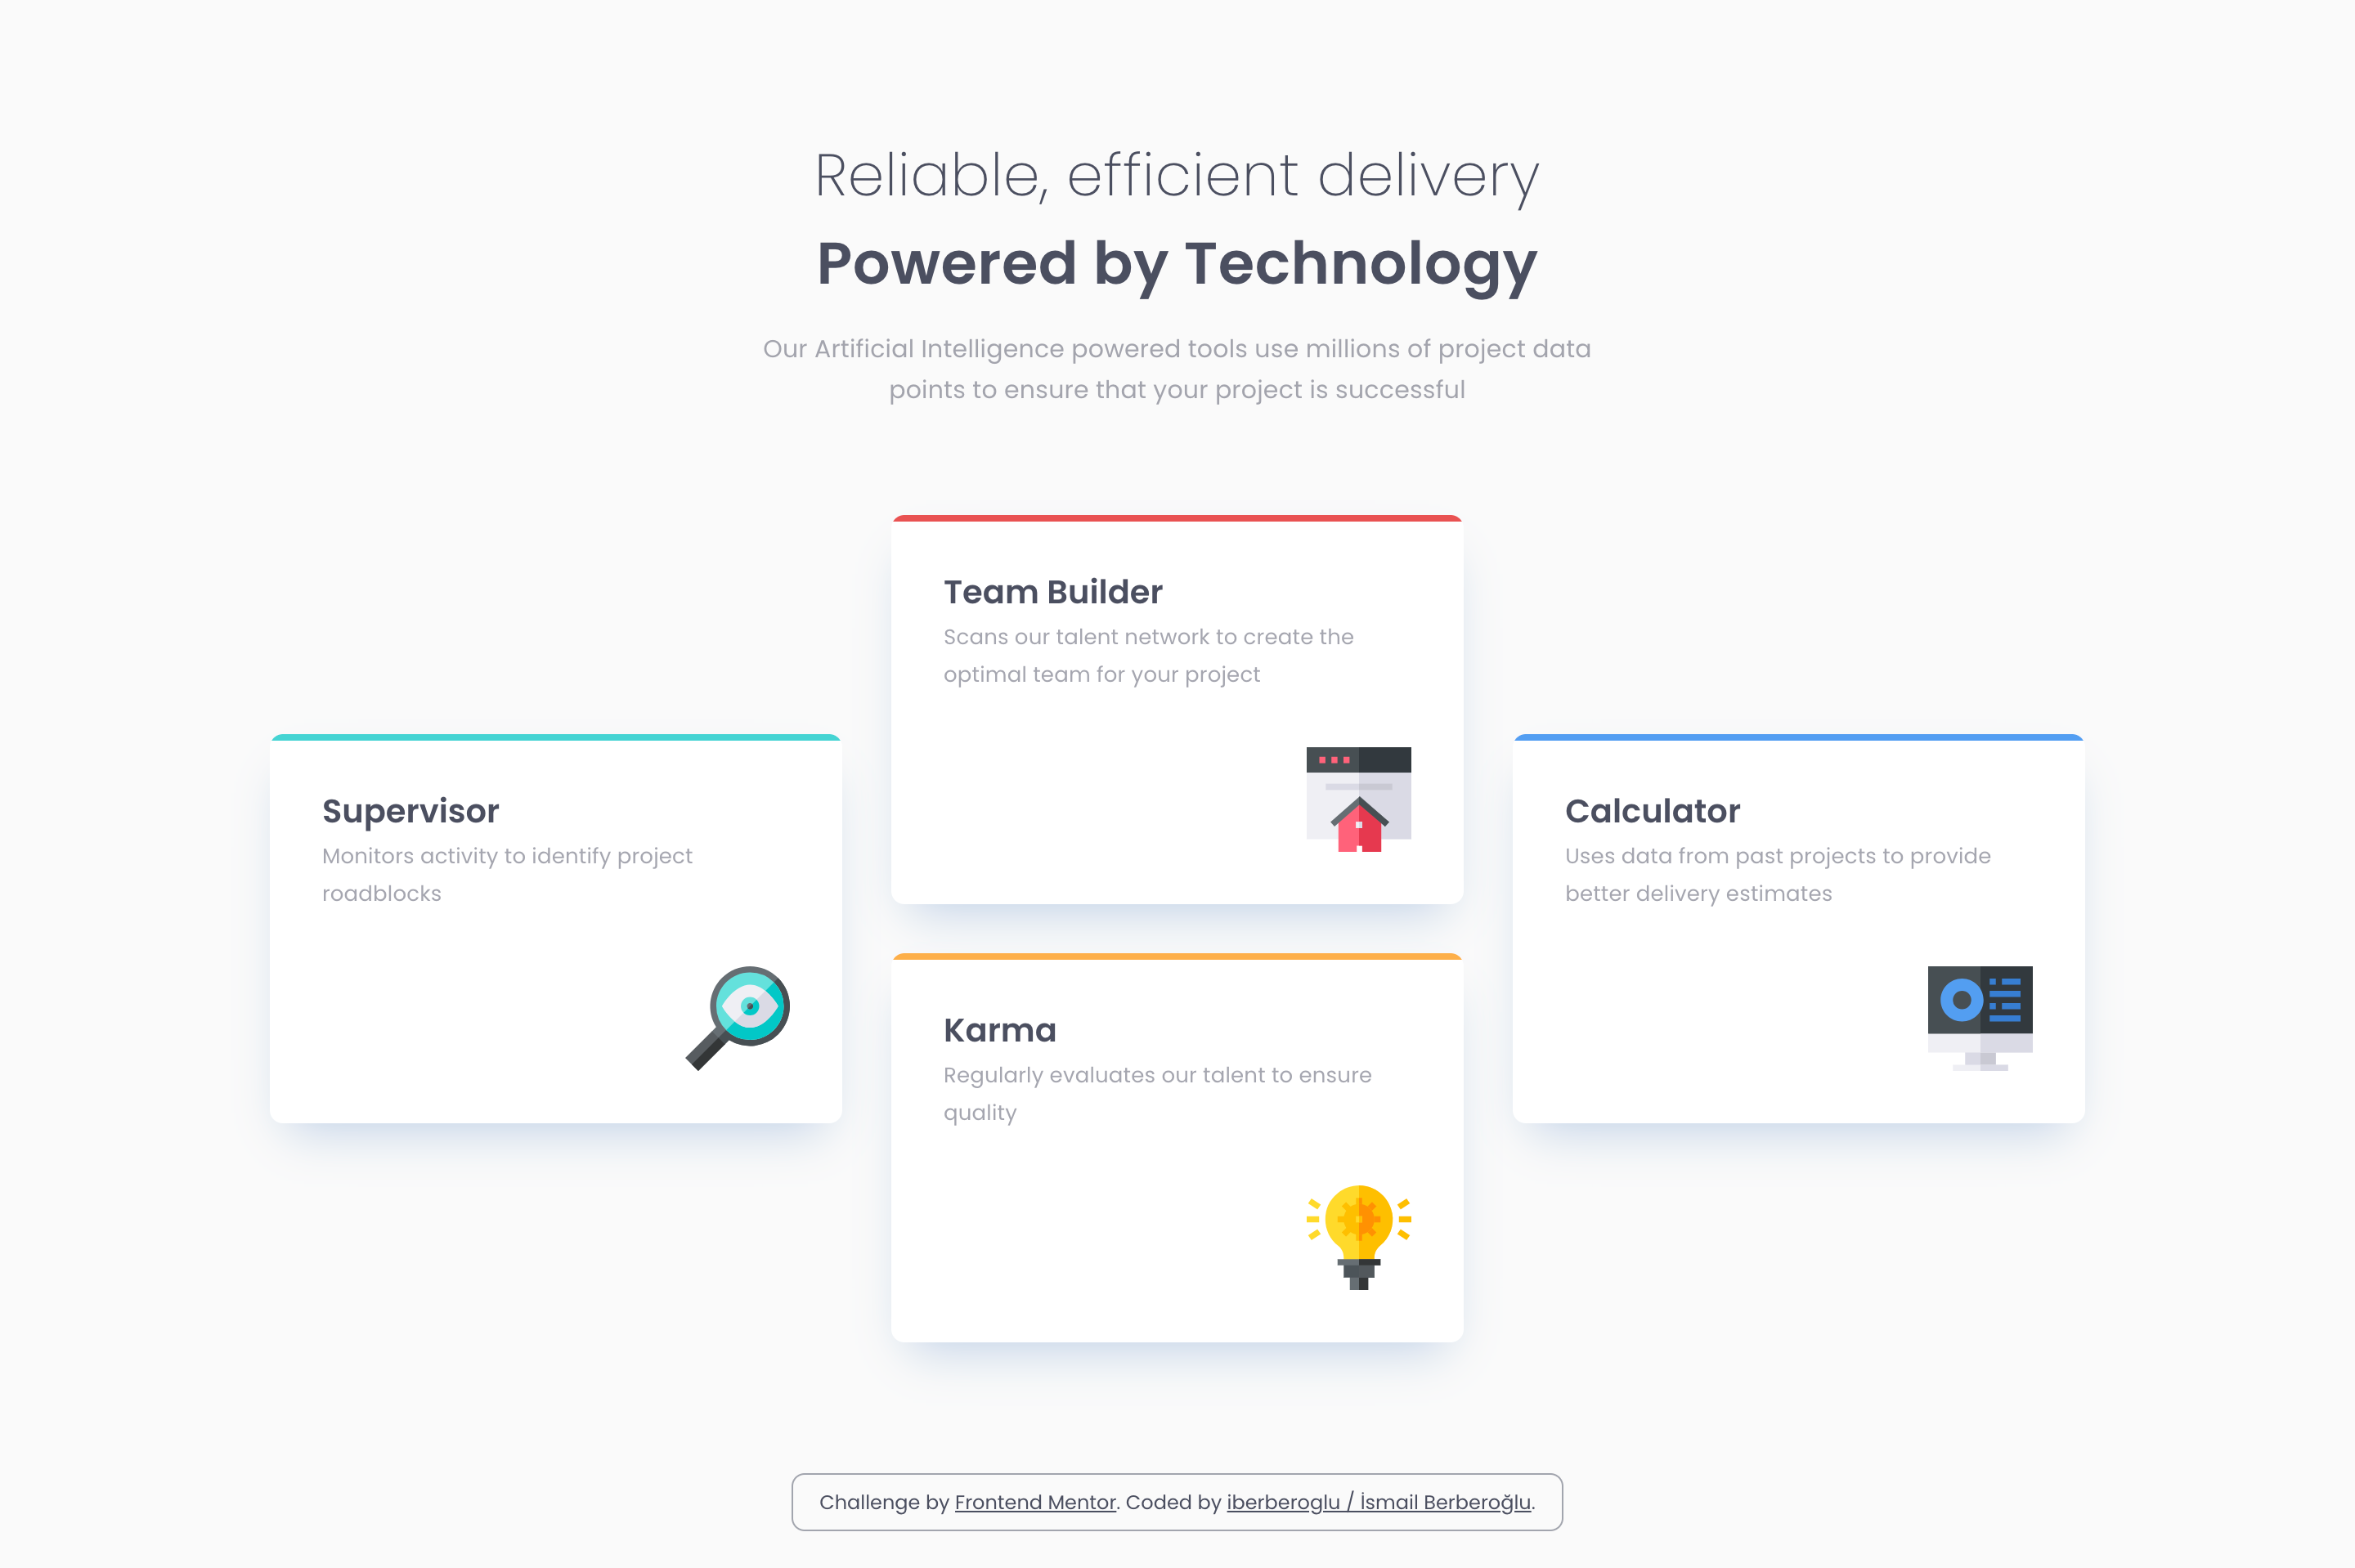 Reliable, efficient delivery
Powered by Technology
Our Artificial Intelligence powered tools use millions of project data
points to ensure that your project is successful
Supervisor
Monitors activity to identify project
roadblocks
Team Builder
Scans our talent network to create the
optimal team for your project
Karma
Regularly evaluates our talent to ensure
quality
Calculator
Uses data from past projects to provide
better delivery estimates
Challenge by Frontend Mentor. Coded by iberberoglu / İsmail Berberoğlu.